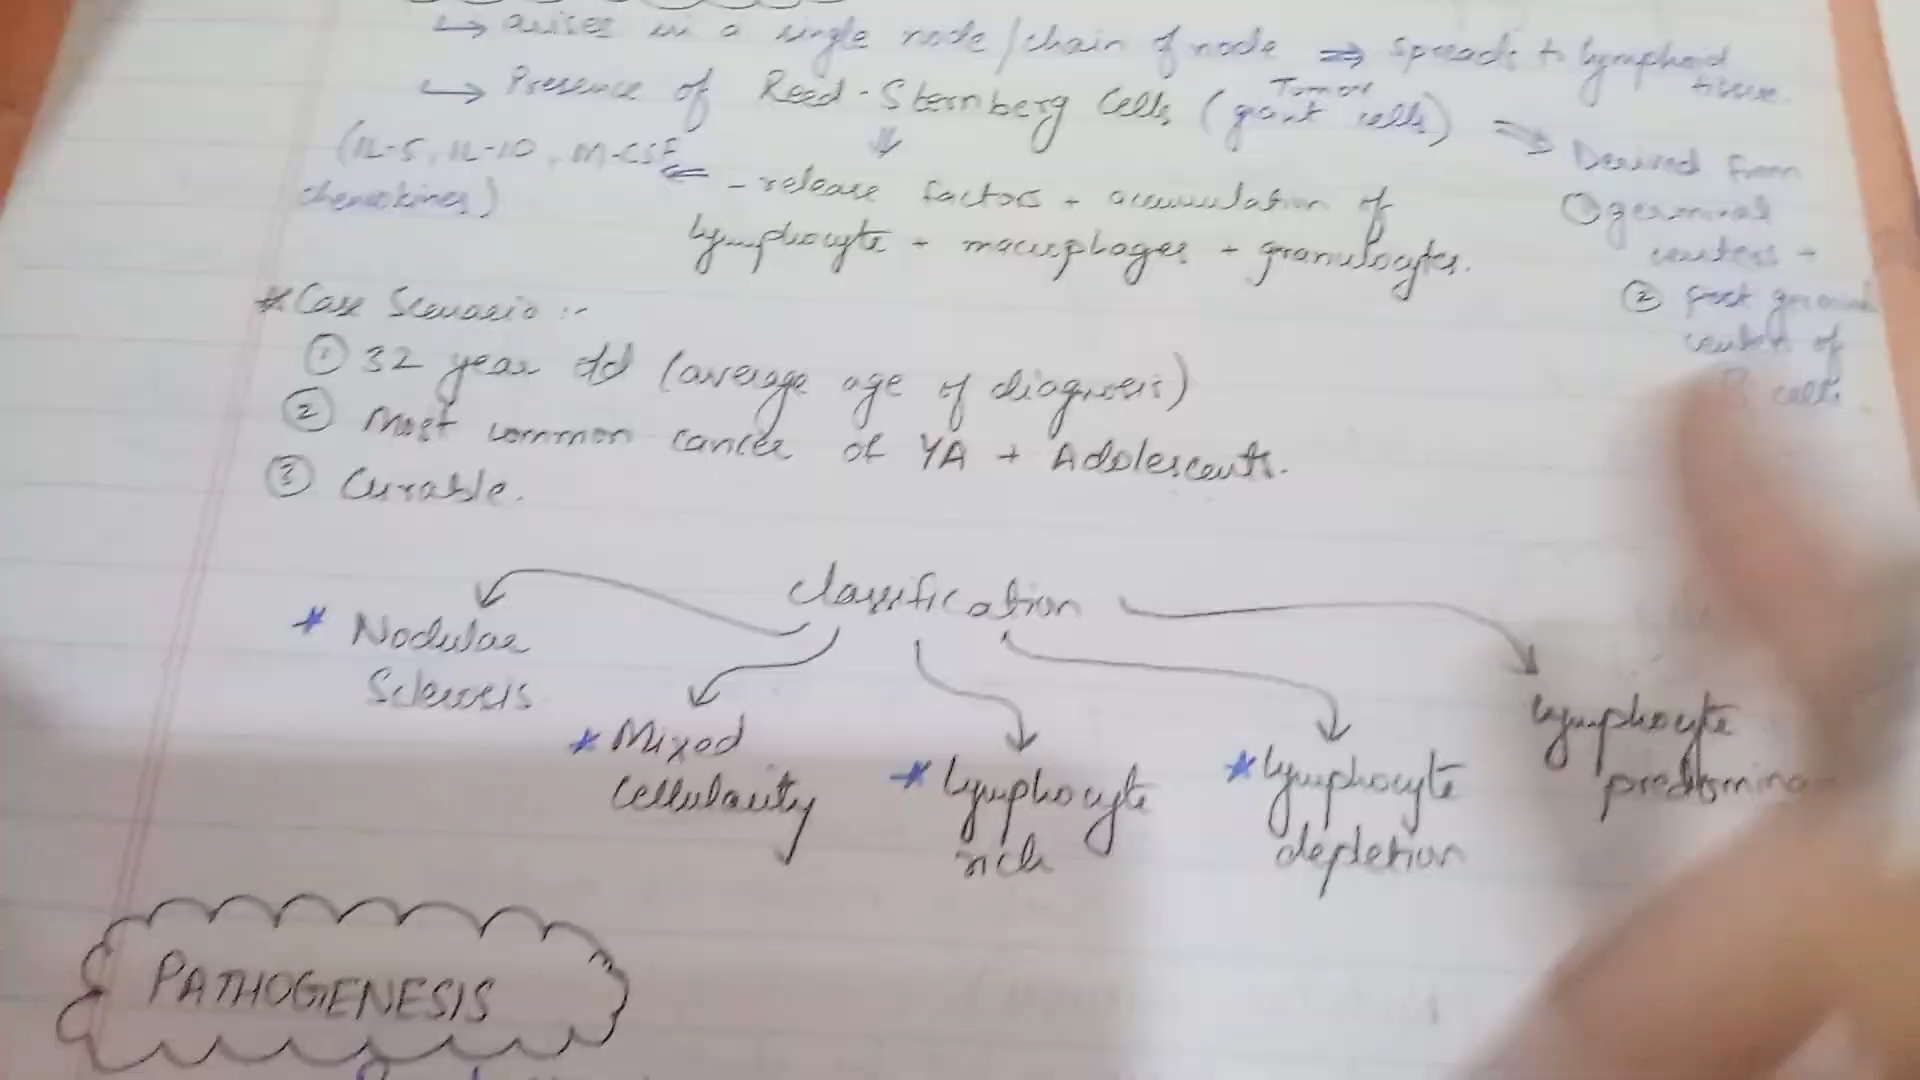 ↳ arises in a single node/chain of node ⇒ spreads to lymphoid tissue.
↳ Presence of Reed-Sternberg Cells (Tumor giant cells) ⇒ Derived from
① germinal centers +
② post germinal center of B cells
(IL-5, IL-10, M-CSF chemokines) ⇐ - release factors + accumulation of
lymphocyte + macrophages + granulocytes.
* Case Scenario :-
① 32 year old (average age of diagnosis)
② Most common cancer of YA + Adolescents.
③ Curable.
Classification
* Nodular
Sclerosis
* Mixed
Cellularity
* Lymphocyte
rich
* Lymphocyte
depletion
Lymphocyte
predomina
PATHOGENESIS